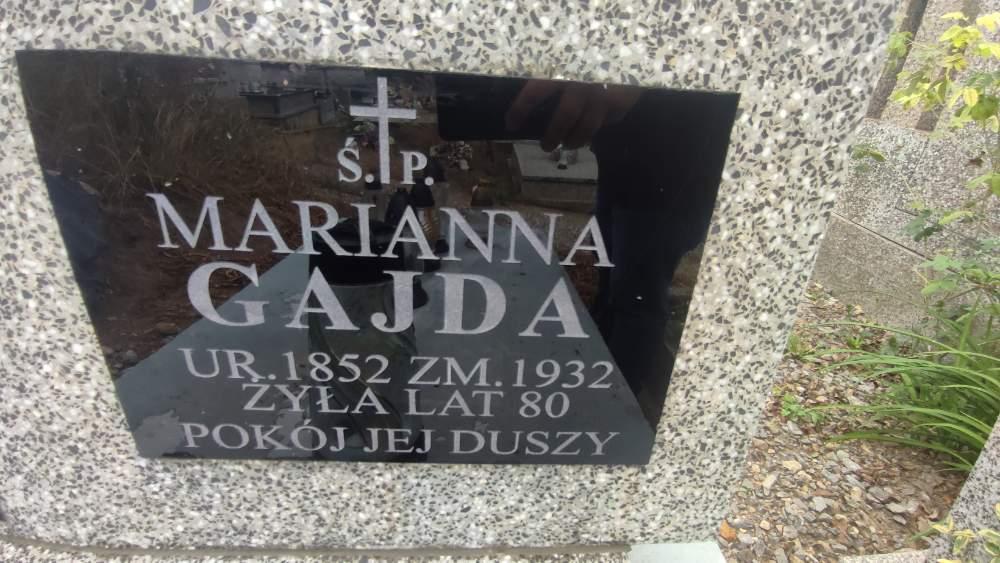 Ś. P.
MARIANNA
GAJDA
UR. 1852 ZM. 1932
ŻYŁA LAT 80
POKÓJ JEJ DUSZY